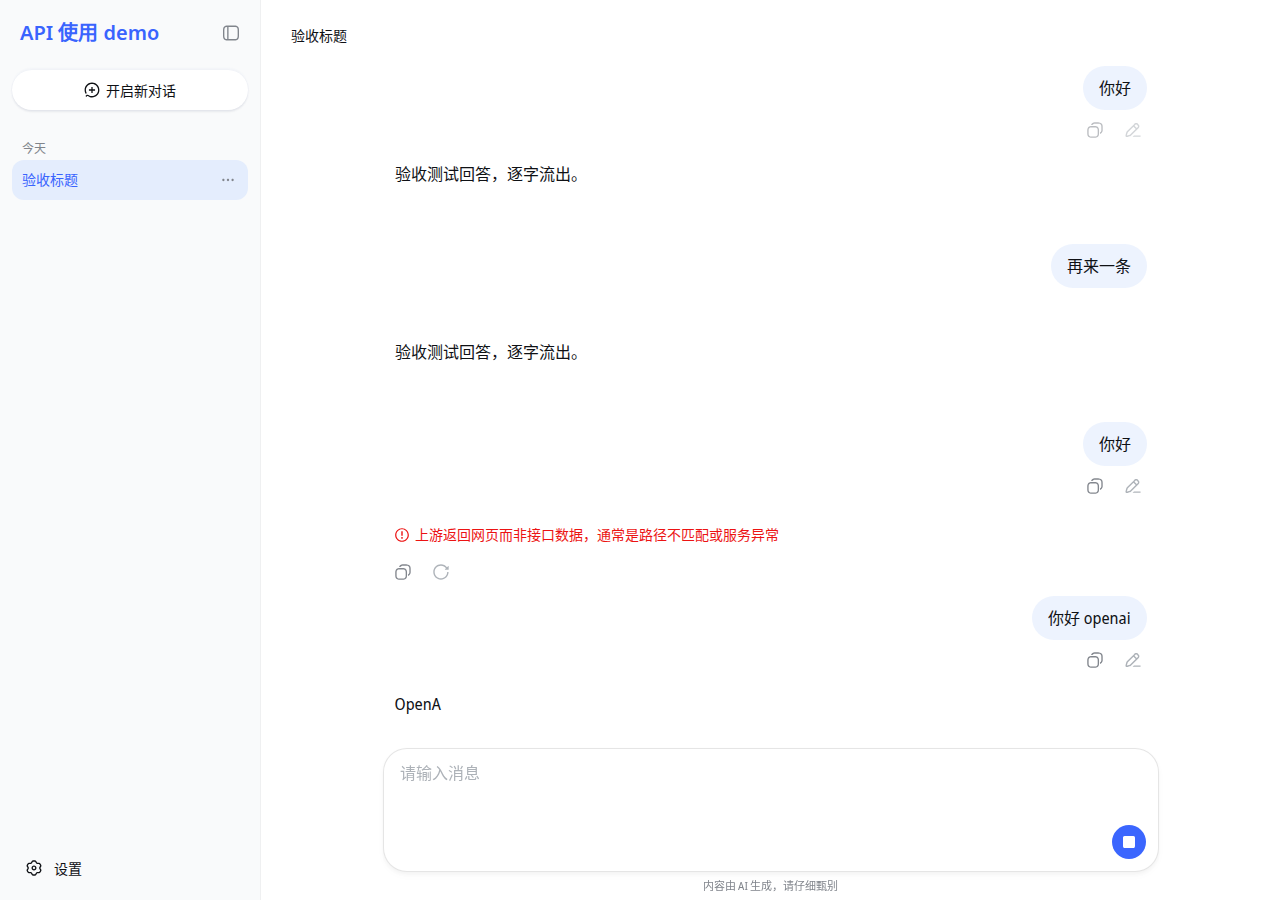 API 使用 demo
开启新对话
今天
验收标题
设置
验收标题
你好
验收测试回答，逐字流出。
再来一条
验收测试回答，逐字流出。
你好
上游返回网页而非接口数据，通常是路径不匹配或服务异常
你好 openai
OpenA
请输入消息
内容由 AI 生成，请仔细甄别